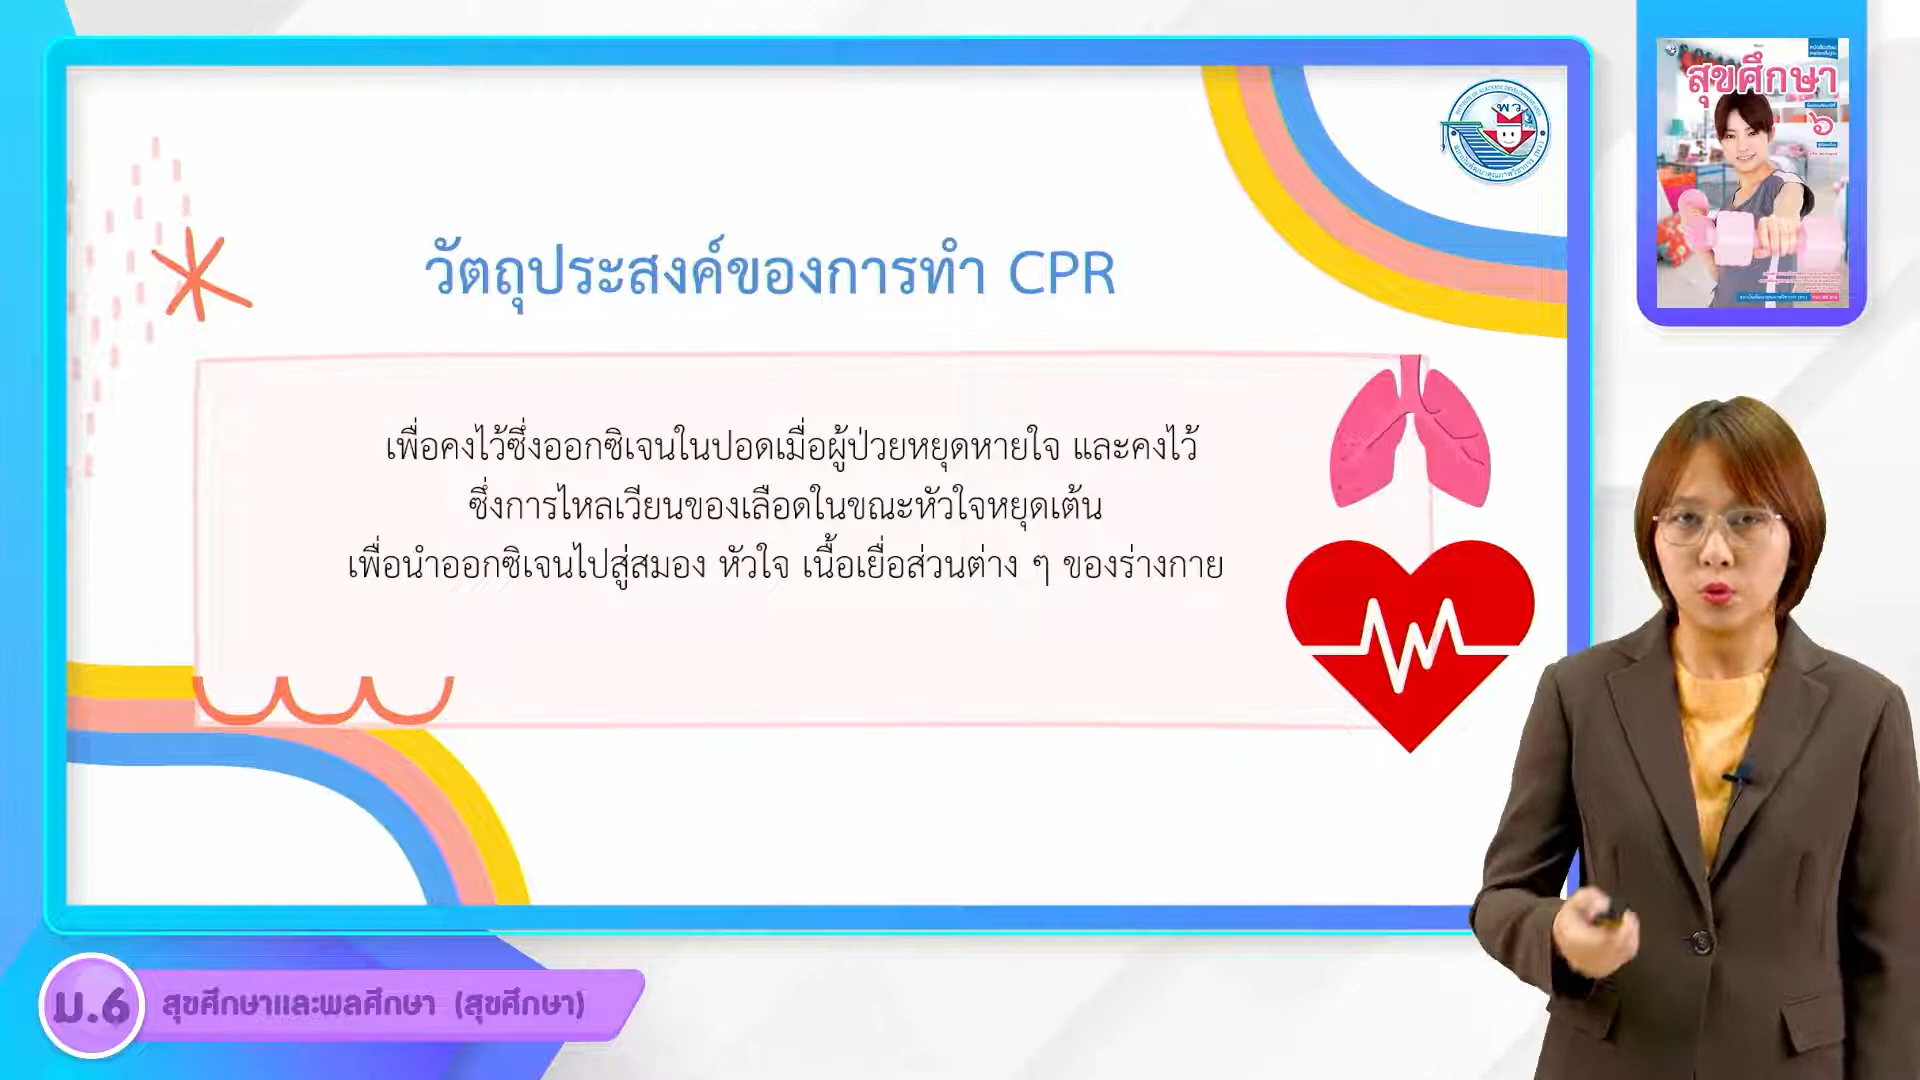 วัตถุประสงค์ของการทำ CPR
เพื่อคงไว้ซึ่งออกซิเจนในปอดเมื่อผู้ป่วยหยุดหายใจ และคงไว้
ซึ่งการไหลเวียนของเลือดในขณะหัวใจหยุดเต้น
เพื่อนำออกซิเจนไปสู่สมอง หัวใจ เนื้อเยื่อส่วนต่าง ๆ ของร่างกาย
พว.
สุขศึกษา
๖
ม.6
สุขศึกษาและพลศึกษา (สุขศึกษา)